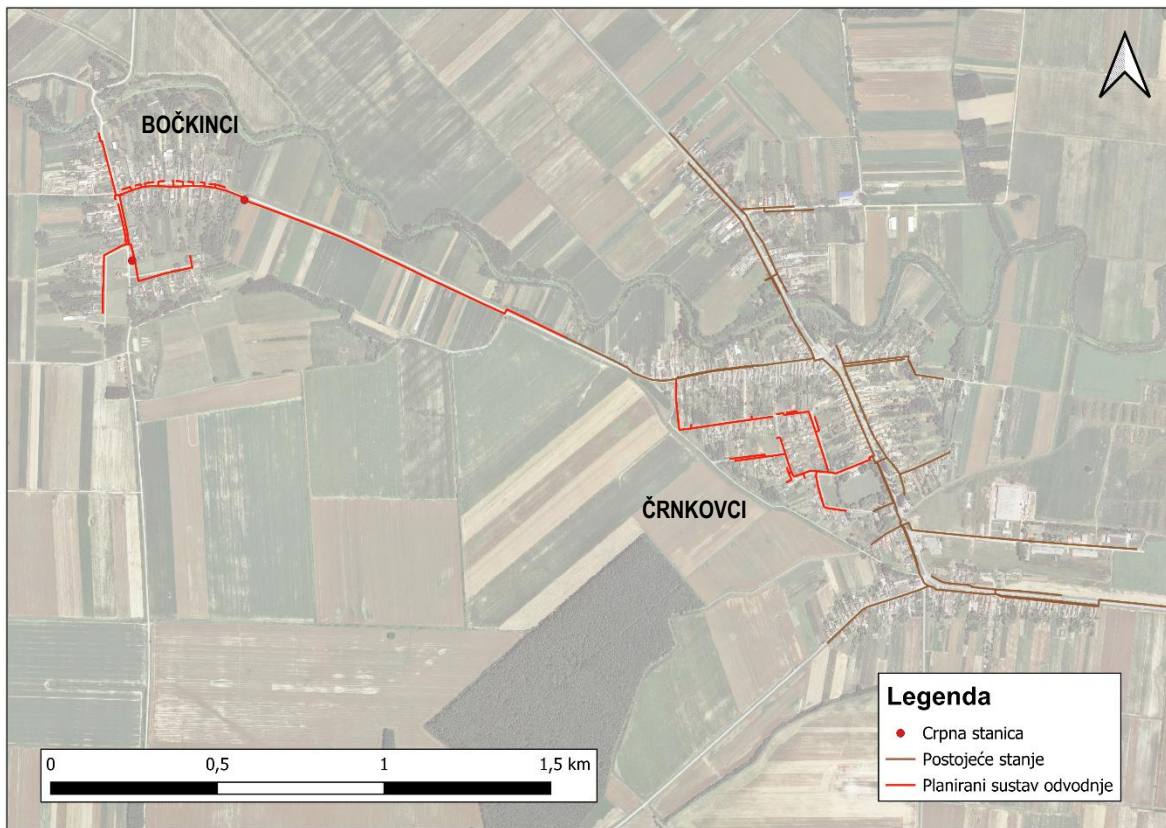 BOČKINCI
ČRNKOVCI
Legenda
Crpna stanica
Postojeće stanje
Planirani sustav odvodnje
0 0,5 1 1,5 km